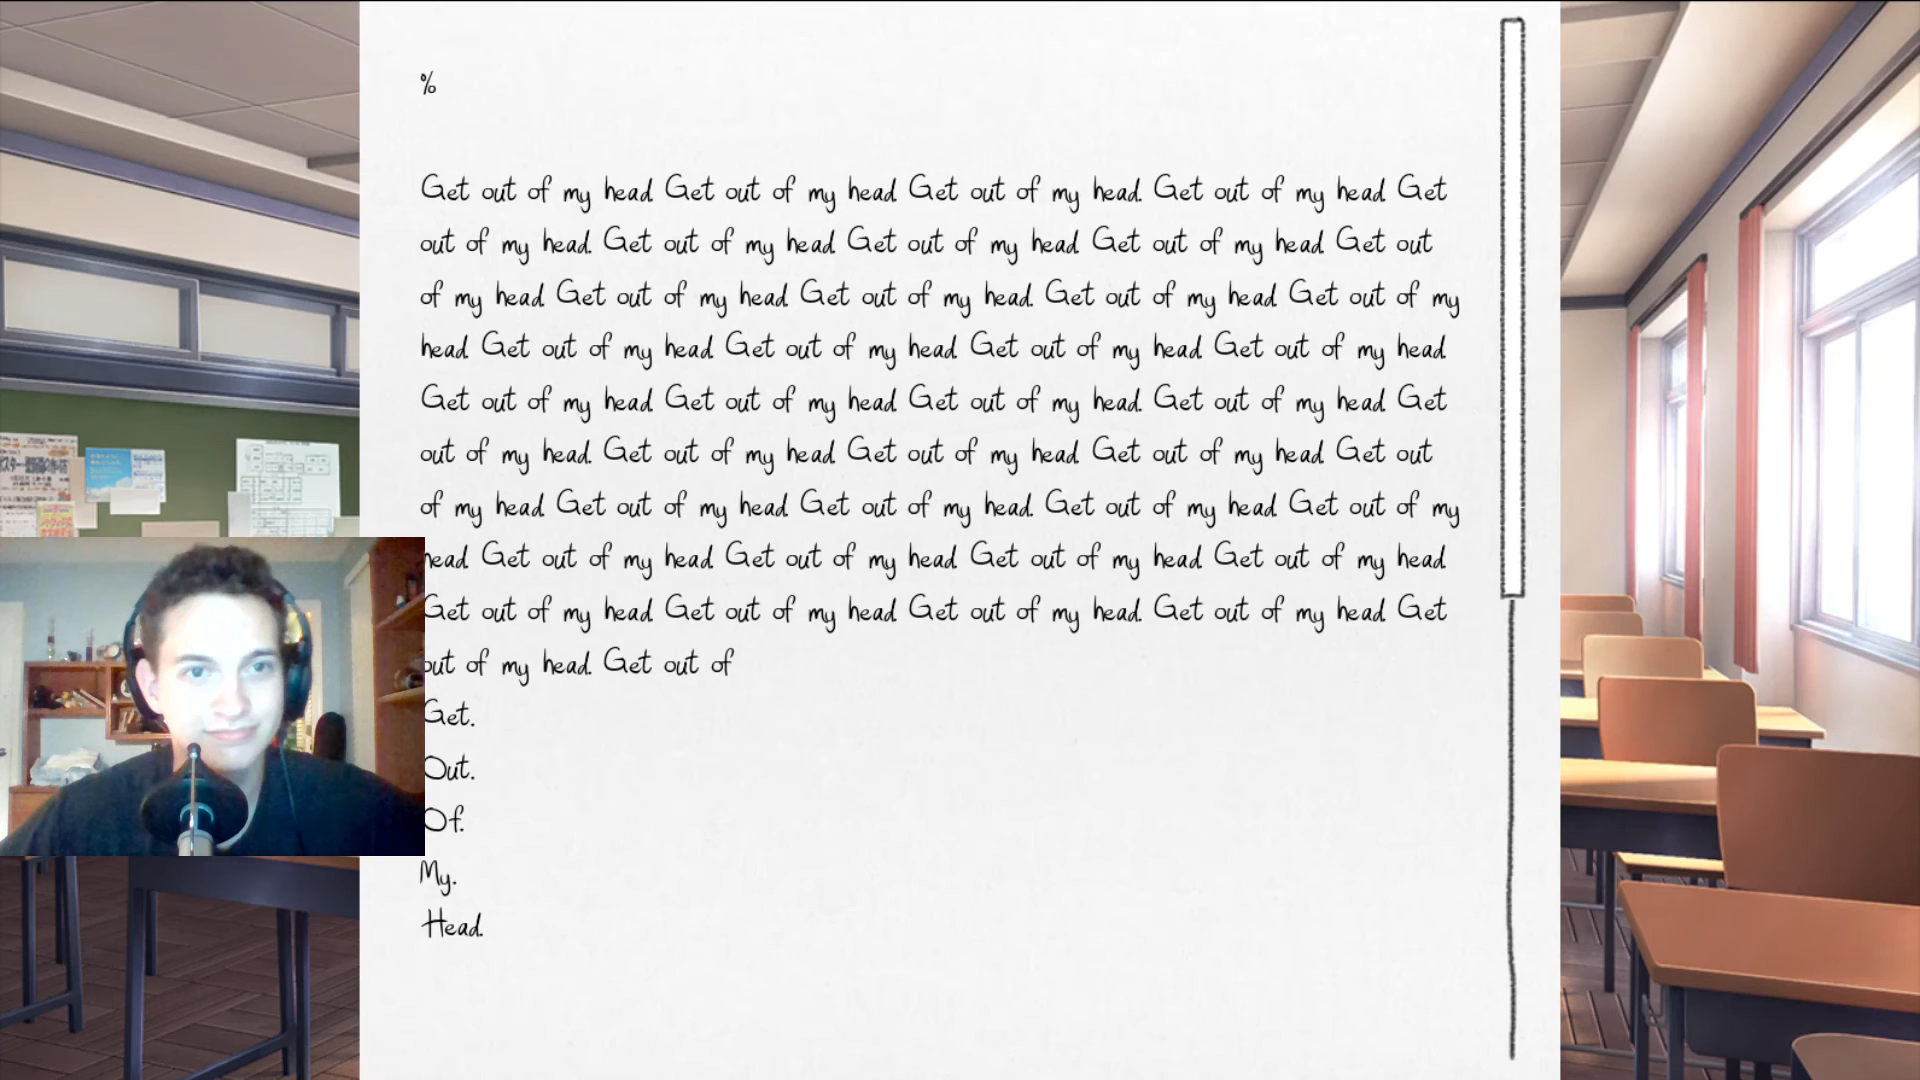 %
Get out of my head. Get out of my head. Get out of my head. Get out of my head. Get
out of my head. Get out of my head. Get out of my head. Get out of my head. Get out
of my head. Get out of my head. Get out of my head. Get out of my head. Get out of my
head. Get out of my head. Get out of my head. Get out of my head. Get out of my head.
Get out of my head. Get out of my head. Get out of my head. Get out of my head. Get
out of my head. Get out of my head. Get out of my head. Get out of my head. Get out
of my head. Get out of my head. Get out of my head. Get out of my head. Get out of my
head. Get out of my head. Get out of my head. Get out of my head. Get out of my head.
Get out of my head. Get out of my head. Get out of my head. Get out of my head. Get
out of my head. Get out of
Get.
Out.
Of.
My.
Head.